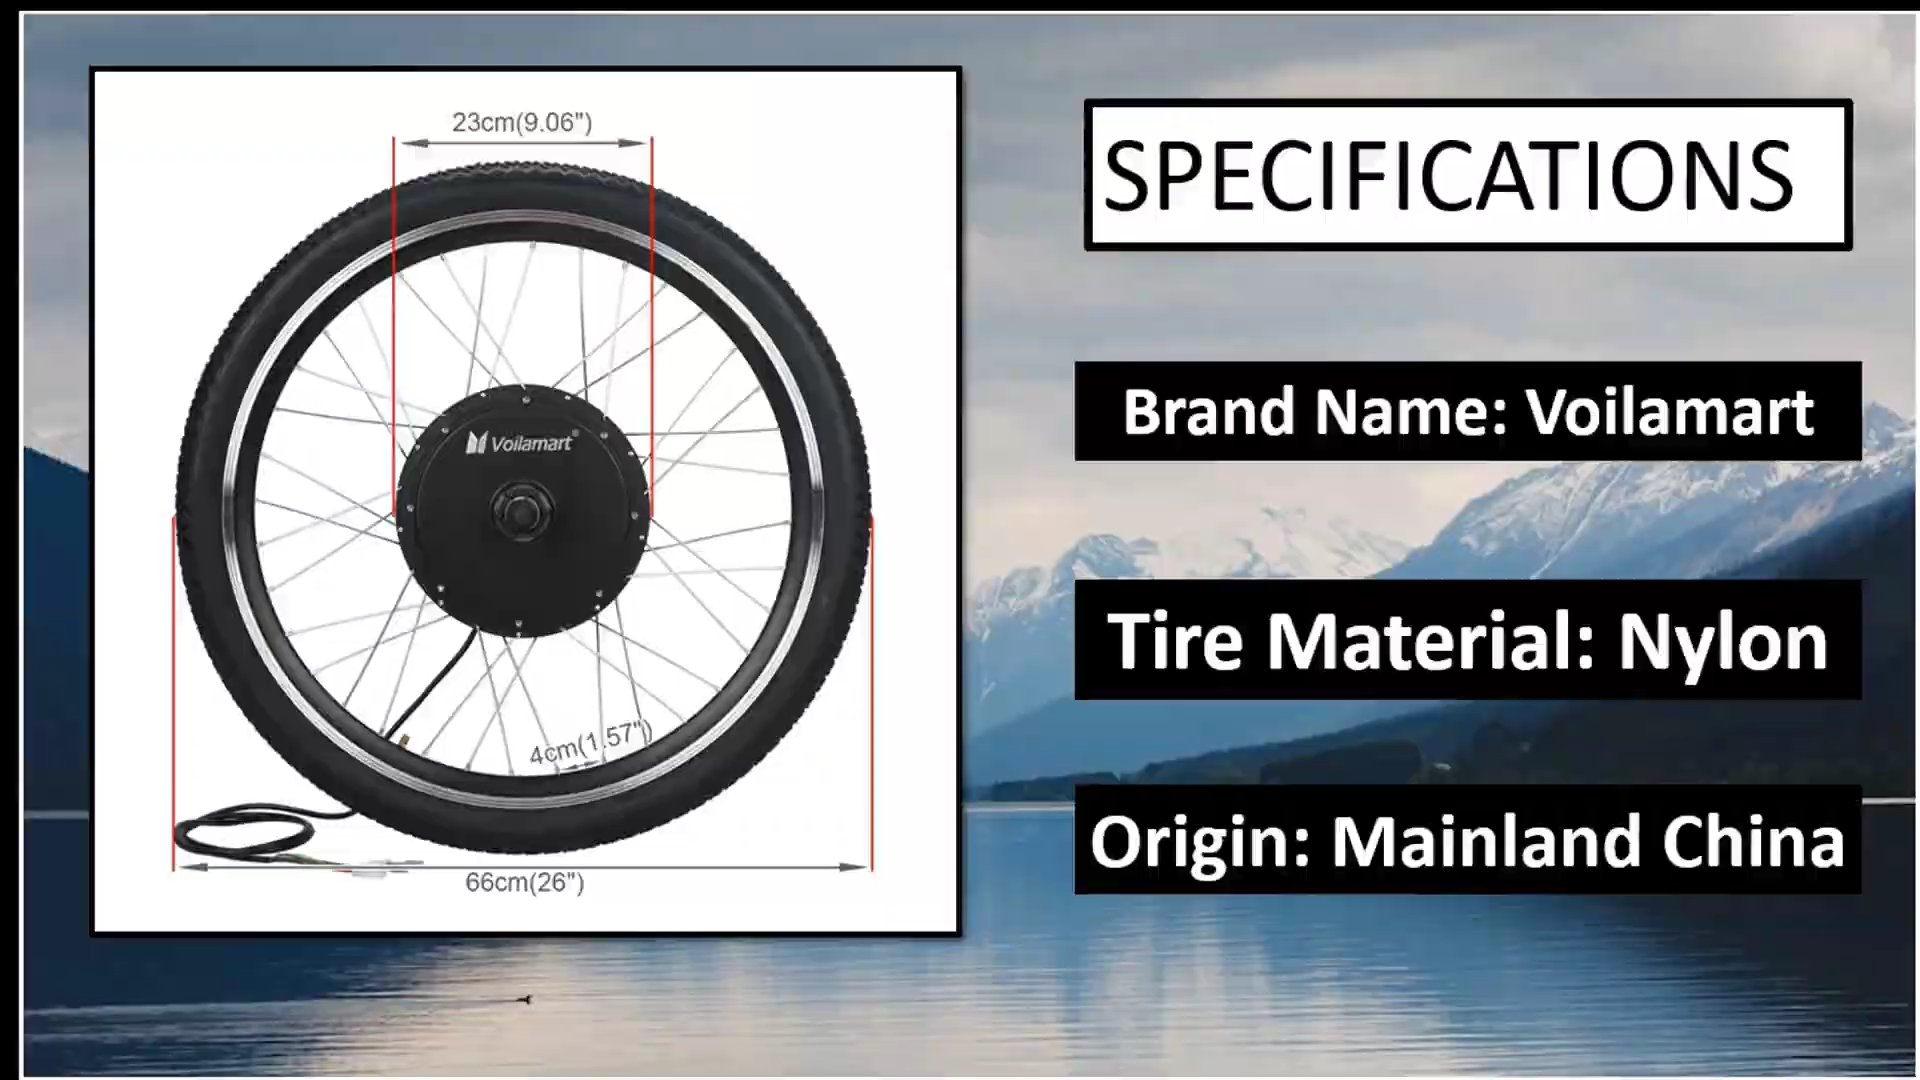 23cm(9.06")
Voilamart®
4cm(1.57")
66cm(26")
SPECIFICATIONS
Brand Name: Voilamart
Tire Material: Nylon
Origin: Mainland China